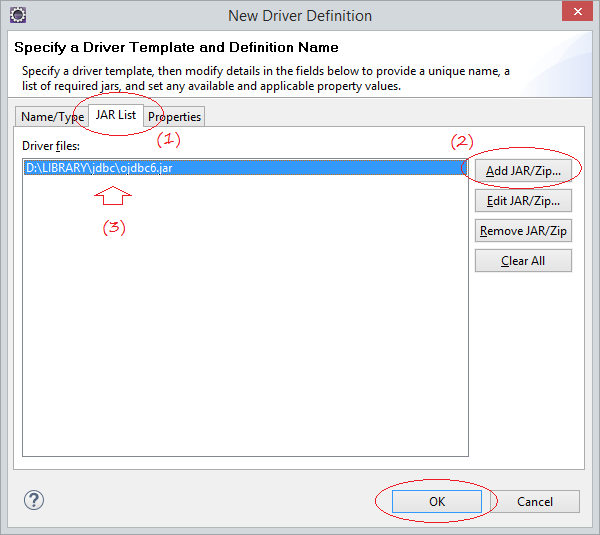 New Driver Definition
Specify a Driver Template and Definition Name
Specify a driver template, then modify details in the fields below to provide a unique name, a
list of required jars, and set any available and applicable property values.
Name/Type JAR List Properties
(1)
(2)
Driver files:
D:\LIBRARY\jdbc\ojdbc6.jar
Add JAR/Zip...
(3)
Edit JAR/Zip...
Remove JAR/Zip
Clear All
?
OK
Cancel